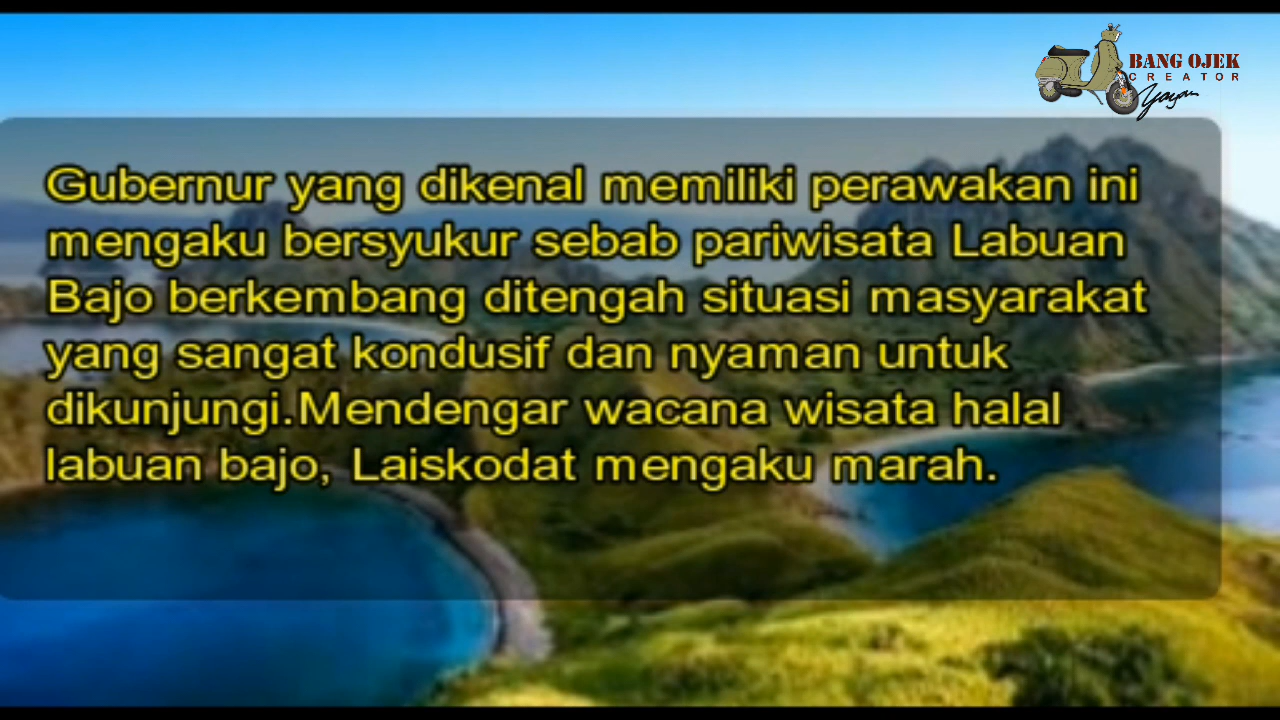 BANG OJEK
CREATOR
Yayan
Gubernur yang dikenal memiliki perawakan ini
mengaku bersyukur sebab pariwisata Labuan
Bajo berkembang ditengah situasi masyarakat
yang sangat kondusif dan nyaman untuk
dikunjungi.Mendengar wacana wisata halal
labuan bajo, Laiskodat mengaku marah.